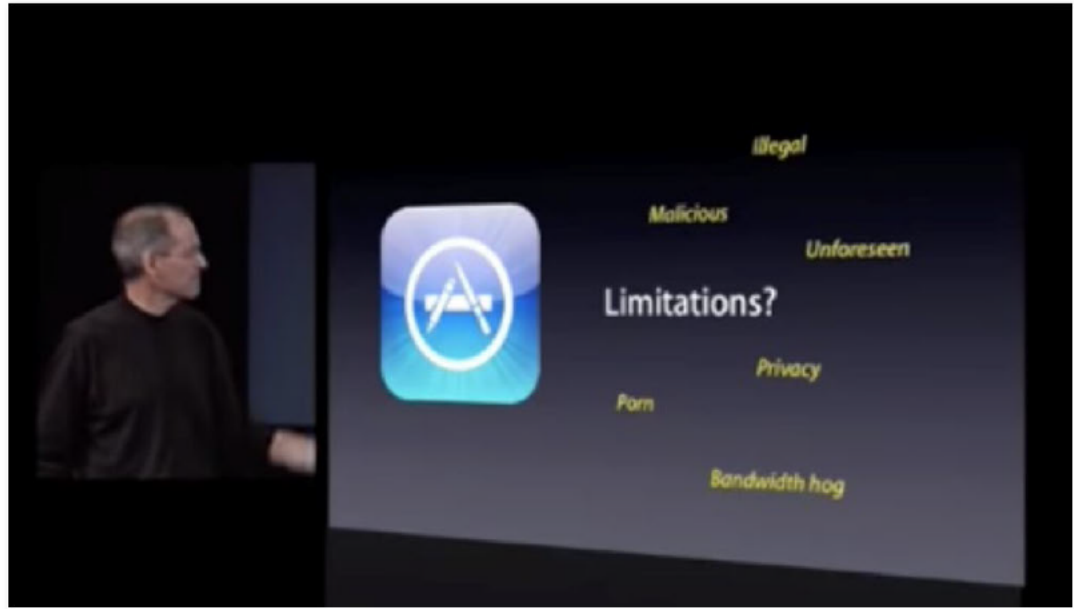 Illegal
Malicious
Unforeseen
Limitations?
Privacy
Porn
Bandwidth hog